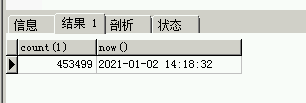 信息 结果 1 剖析 状态
count(1) now()
453499 2021-01-02 14:18:32